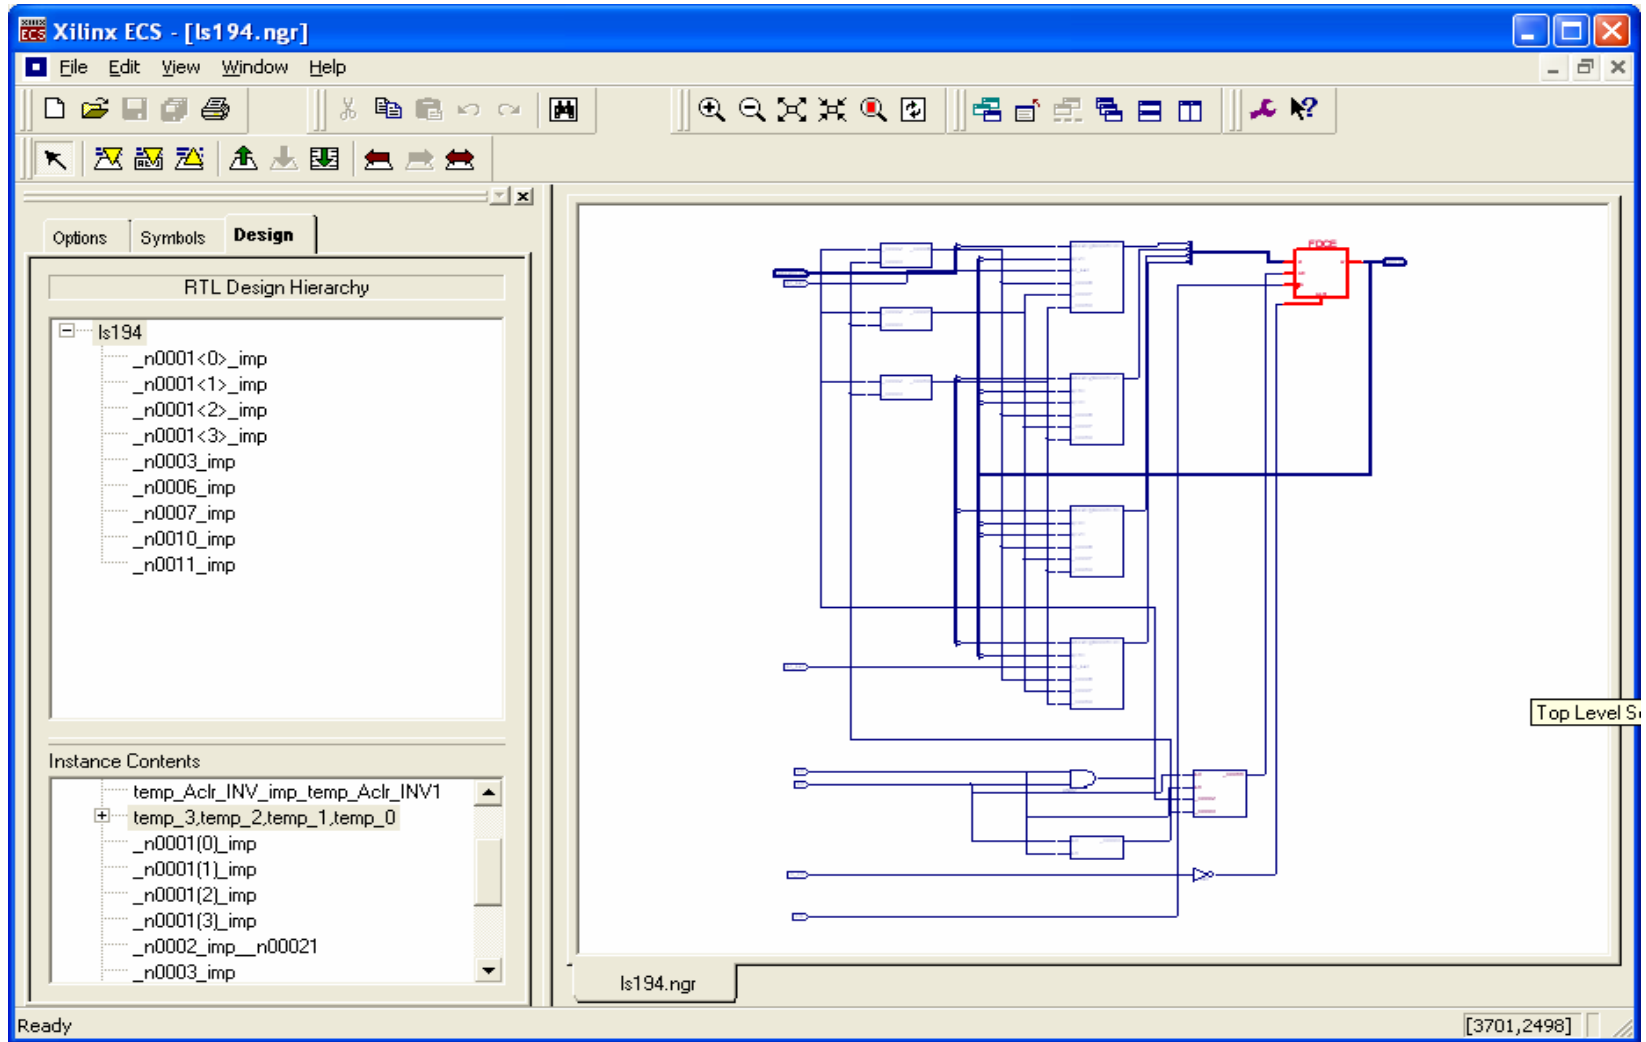 Xilinx ECS - [ls194.ngr]
File Edit View Window Help
Options Symbols Design
RTL Design Hierarchy
ls194
_n0001<0>_imp
_n0001<1>_imp
_n0001<2>_imp
_n0001<3>_imp
_n0003_imp
_n0006_imp
_n0007_imp
_n0010_imp
_n0011_imp
Instance Contents
temp_Aclr_INV_imp_temp_Aclr_INV1
temp_3,temp_2,temp_1,temp_0
_n0001(0)_imp
_n0001(1)_imp
_n0001(2)_imp
_n0001(3)_imp
_n0002_imp__n00021
_n0003_imp
FDCE
Top Level S
ls194.ngr
Ready
[3701,2498]